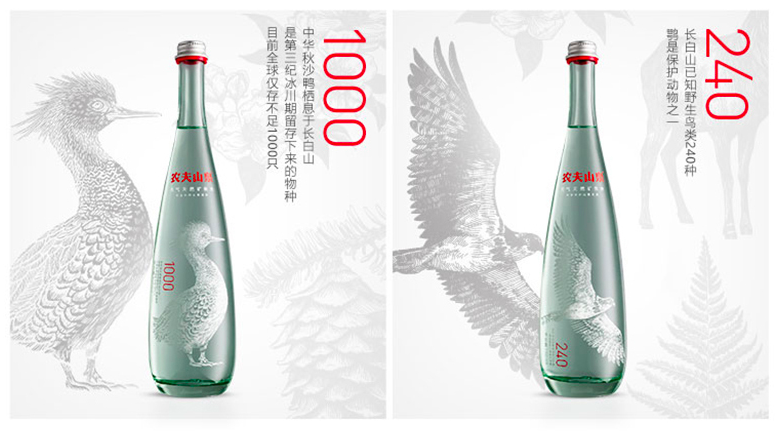 1000
中华秋沙鸭栖息于长白山
是第三纪冰川期留存下来的物种
目前全球仅存不足1000只
农夫山泉
1000
240
长白山已知野生鸟类240种
鹗是保护动物之一
农夫山泉
240